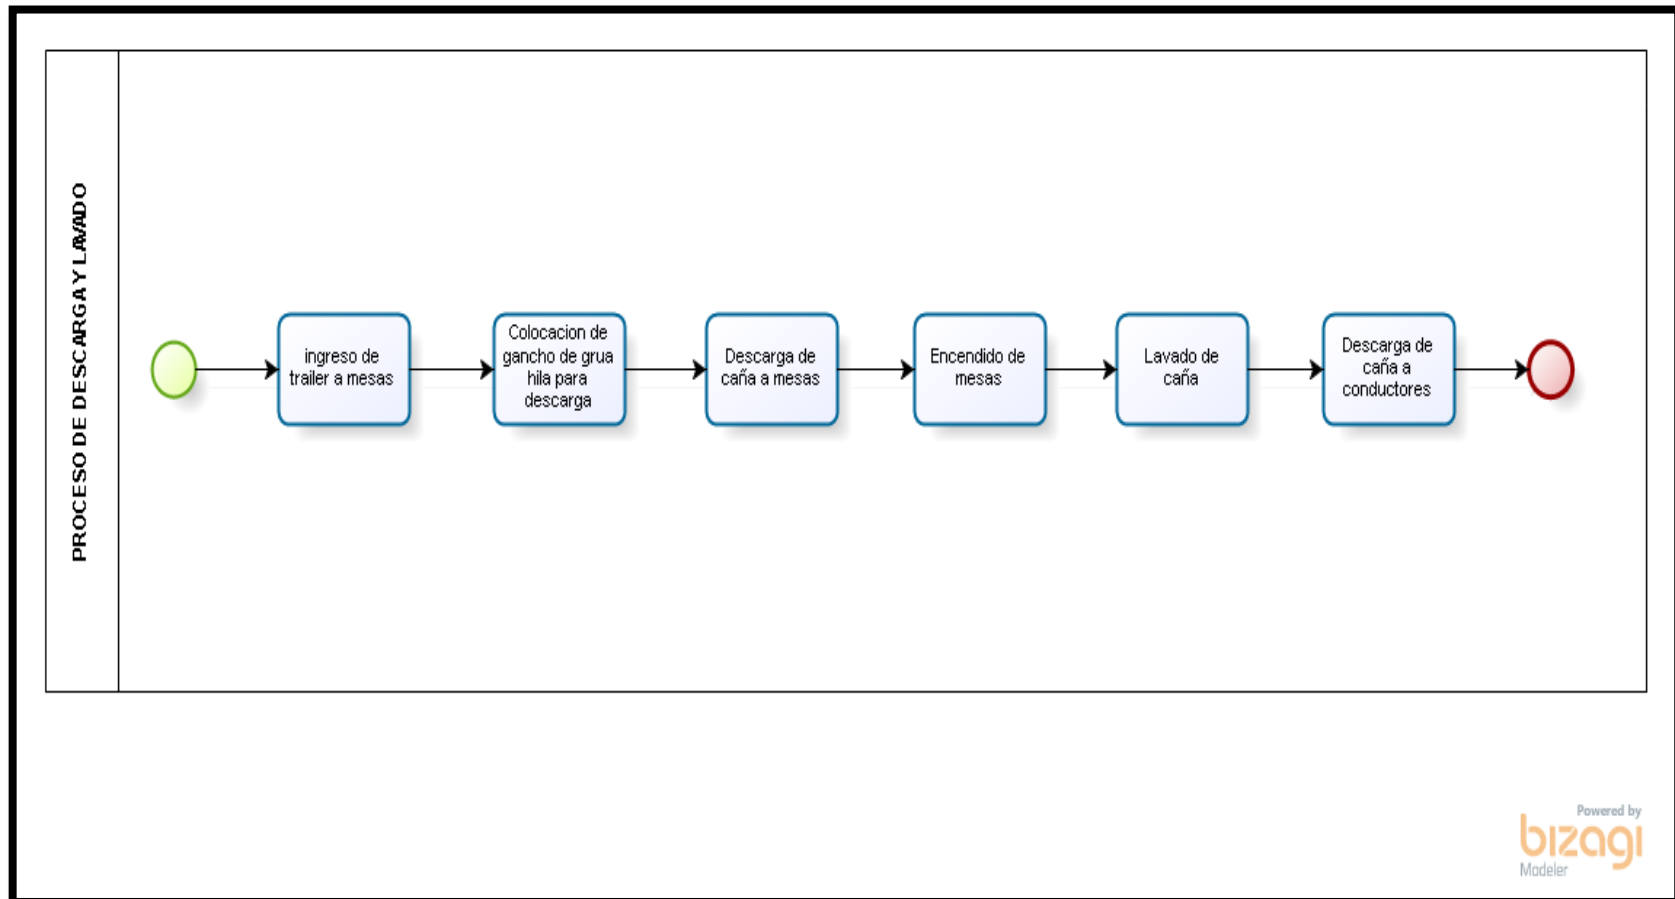 PROCESO DE DESCARGA Y LAVADO
ingreso de
trailer a mesas
Colocacion de
gancho de grua
hila para
descarga
Descarga de
caña a mesas
Encendido de
mesas
Lavado de
caña
Descarga de
caña a
conductores
Powered by
bizagi
Modeler